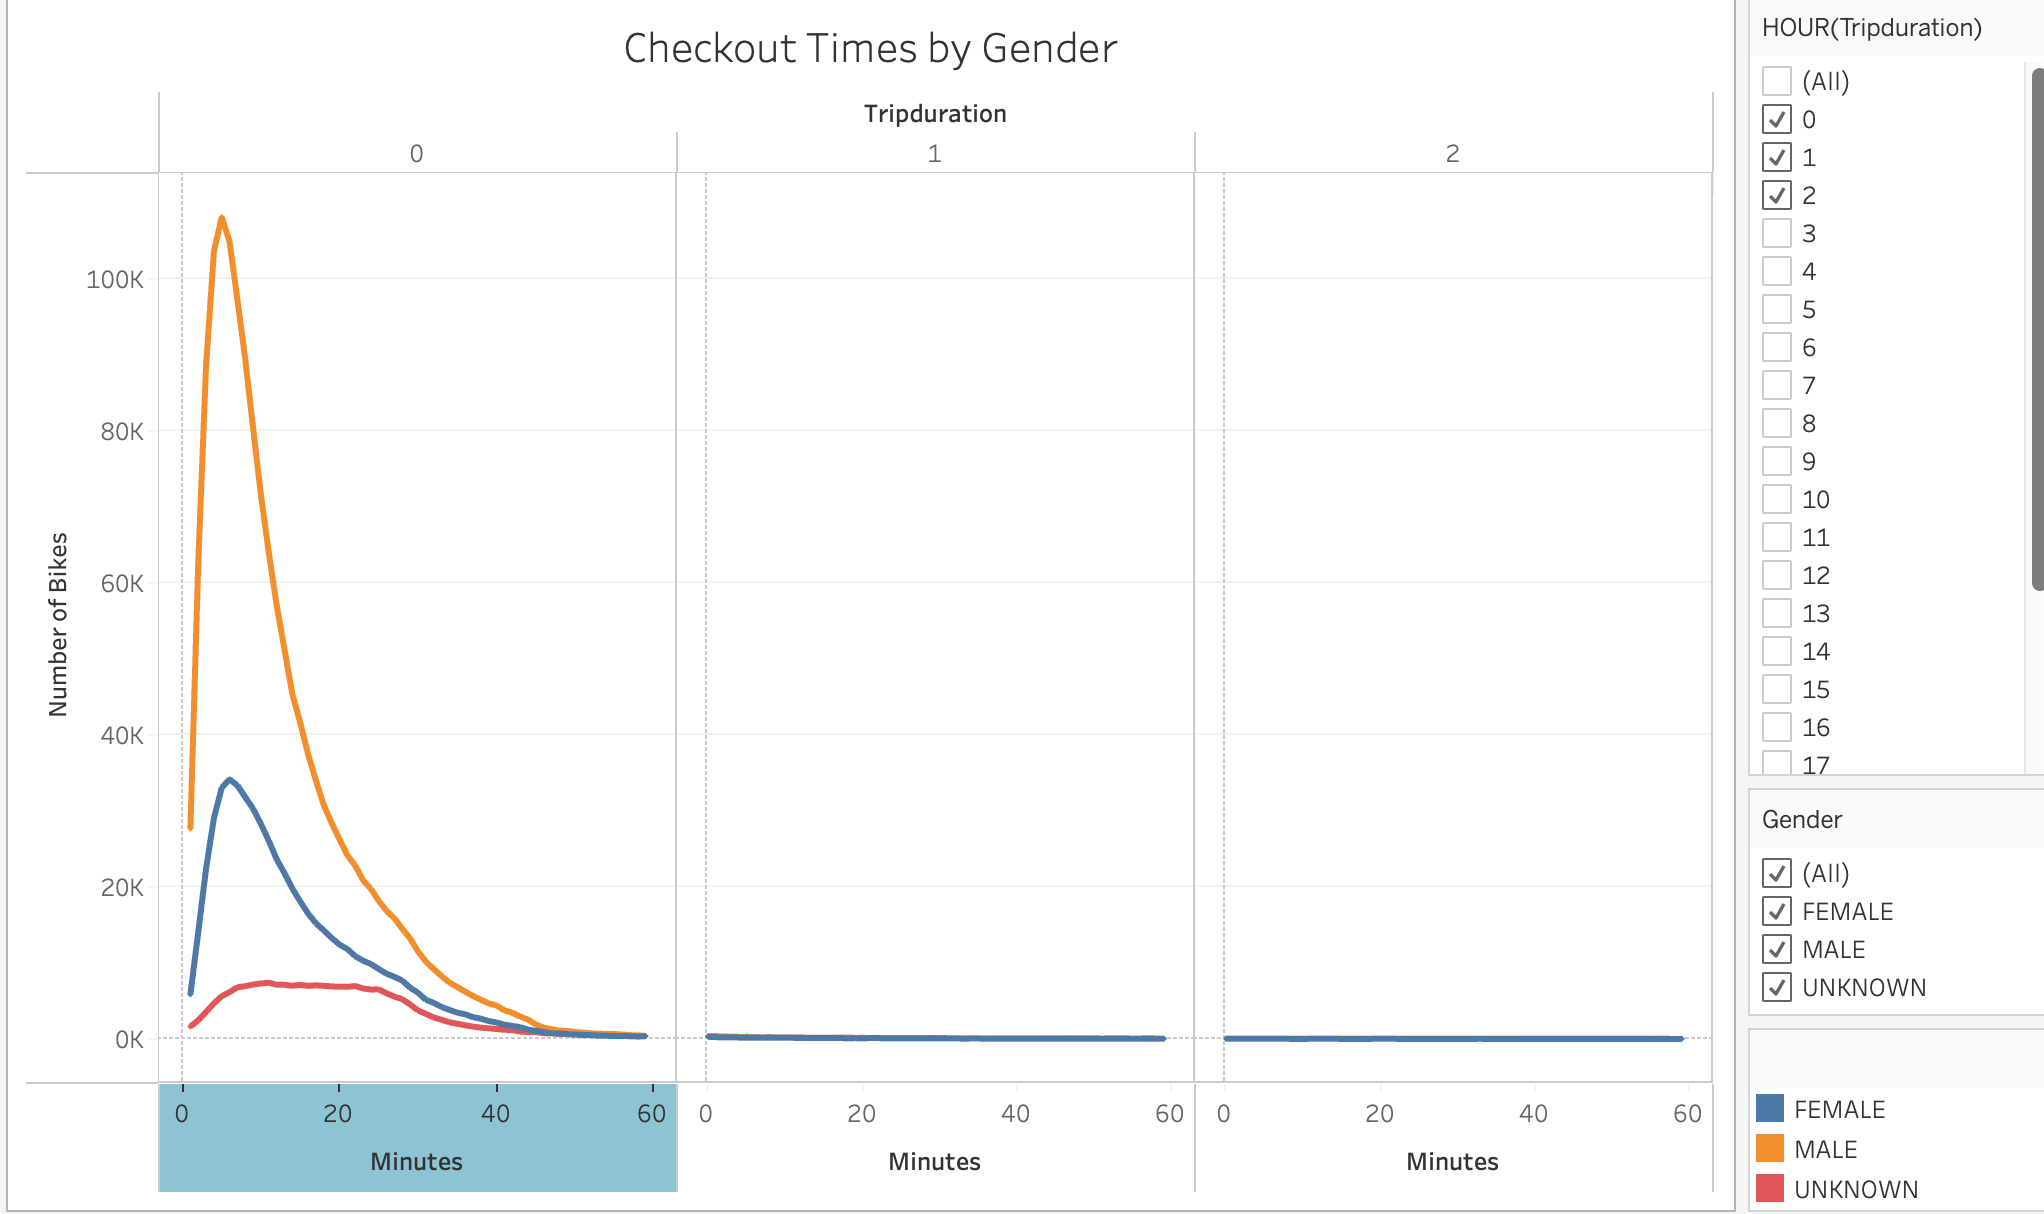 Checkout Times by Gender
Tripduration
0 1 2
100K
80K
60K
40K
20K
0K
Number of Bikes
0 20 40 60 0 20 40 60 0 20 40 60
Minutes Minutes Minutes
HOUR(Tripduration)
(All)
0
1
2
3
4
5
6
7
8
9
10
11
12
13
14
15
16
17
Gender
(All)
FEMALE
MALE
UNKNOWN
FEMALE
MALE
UNKNOWN